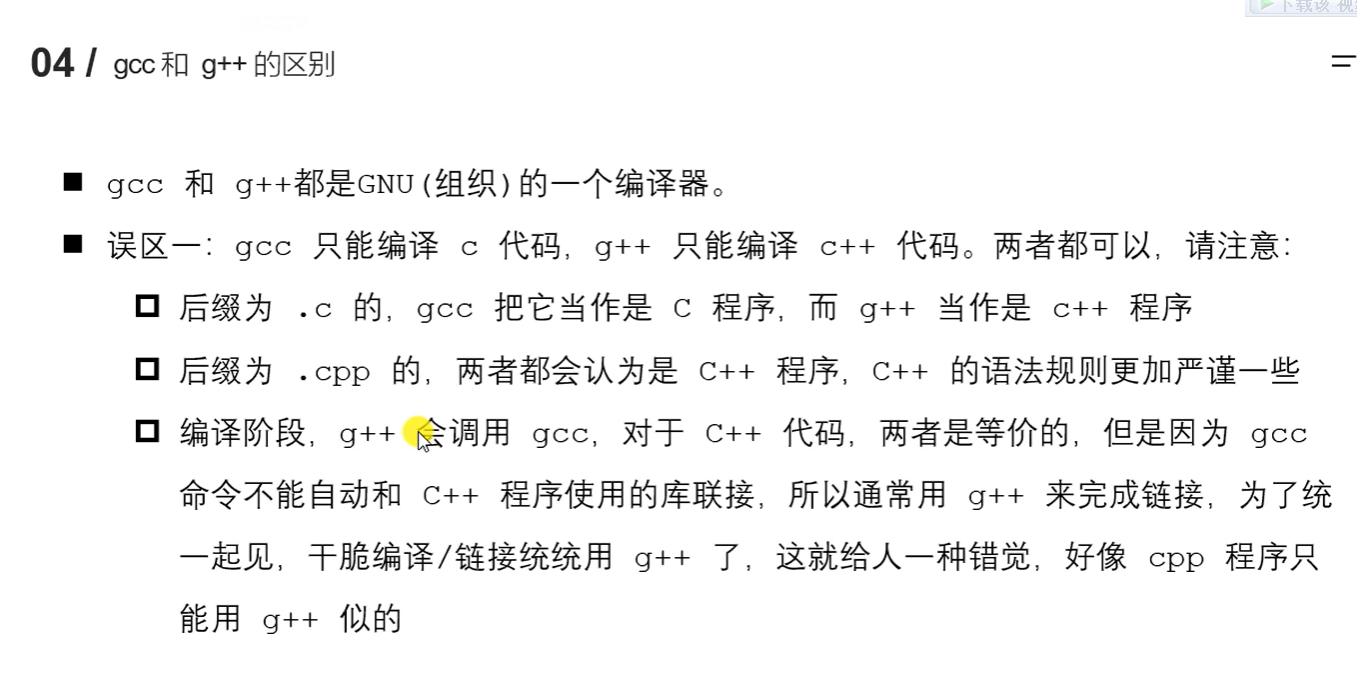 下载该 视
04 / gcc 和 g++ 的区别
gcc 和 g++都是GNU(组织)的一个编译器。
误区一：gcc 只能编译 c 代码，g++ 只能编译 c++ 代码。两者都可以，请注意：
后缀为 .c 的，gcc 把它当作是 C 程序，而 g++ 当作是 c++ 程序
后缀为 .cpp 的，两者都会认为是 C++ 程序，C++ 的语法规则更加严谨一些
编译阶段，g++ 会调用 gcc，对于 C++ 代码，两者是等价的，但是因为 gcc
命令不能自动和 C++ 程序使用的库联接，所以通常用 g++ 来完成链接，为了统
一起见，干脆编译/链接统统用 g++ 了，这就给人一种错觉，好像 cpp 程序只
能用 g++ 似的